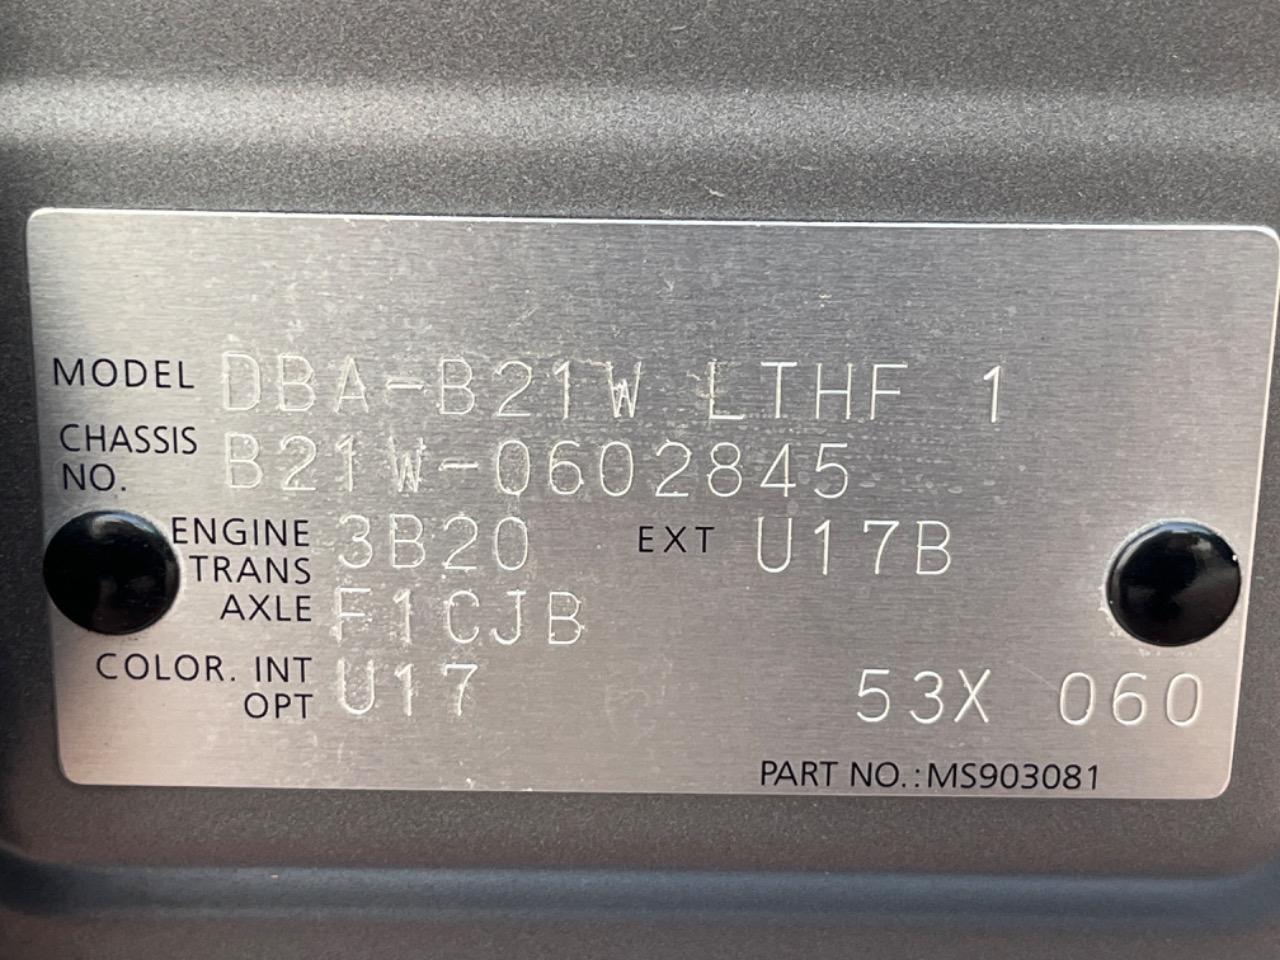 MODEL DBA-B21W LTHF 1
CHASSIS NO. B21W-0602845
ENGINE 3B20 EXT U17B
TRANS AXLE F1CJB
COLOR. INT OPT U17 53X 060
PART NO.: MS903081